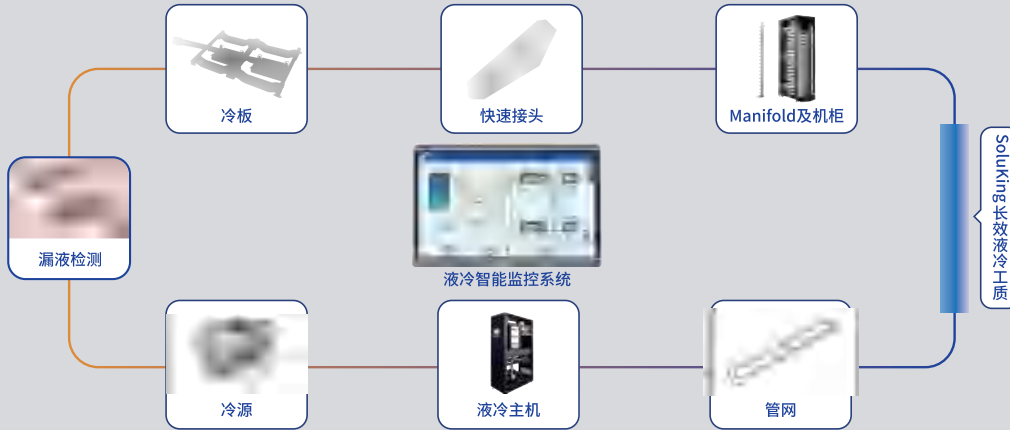 冷板
快速接头
Manifold及机柜
漏液检测
液冷智能监控系统
SoluKing长效液冷工质
冷源
液冷主机
管网